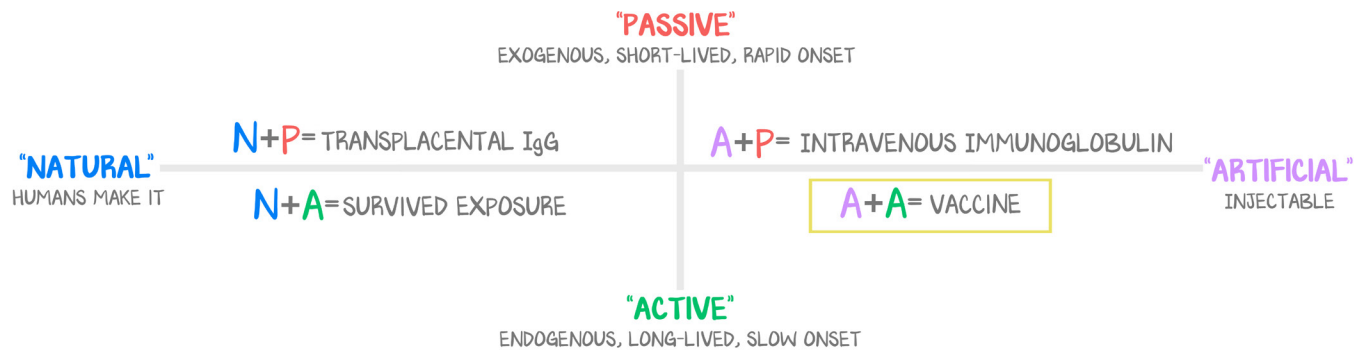 "PASSIVE"
EXOGENOUS, SHORT-LIVED, RAPID ONSET
N+P= TRANSPLACENTAL IgG
A+P= INTRAVENOUS IMMUNOGLOBULIN
"NATURAL"
HUMANS MAKE IT
"ARTIFICIAL"
INJECTABLE
N+A= SURVIVED EXPOSURE
A+A= VACCINE
"ACTIVE"
ENDOGENOUS, LONG-LIVED, SLOW ONSET